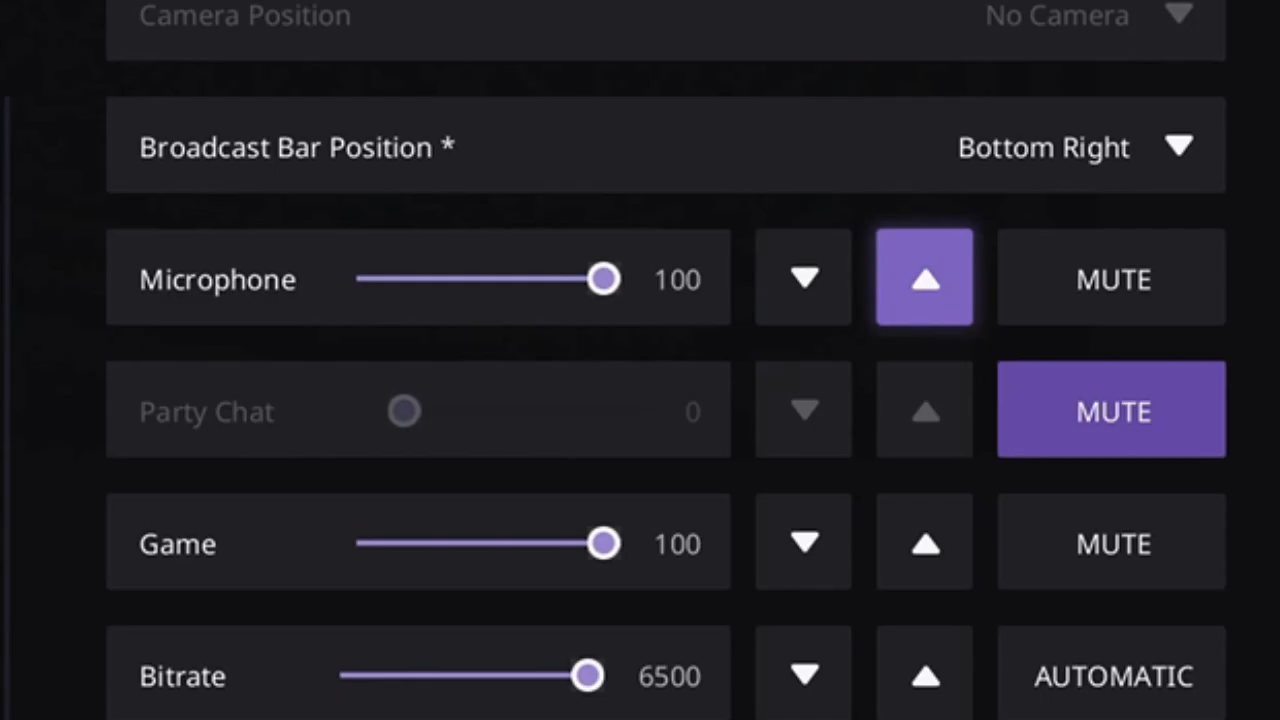 Camera Position No Camera
Broadcast Bar Position * Bottom Right
Microphone 100 MUTE
Party Chat 0 MUTE
Game 100 MUTE
Bitrate 6500 AUTOMATIC